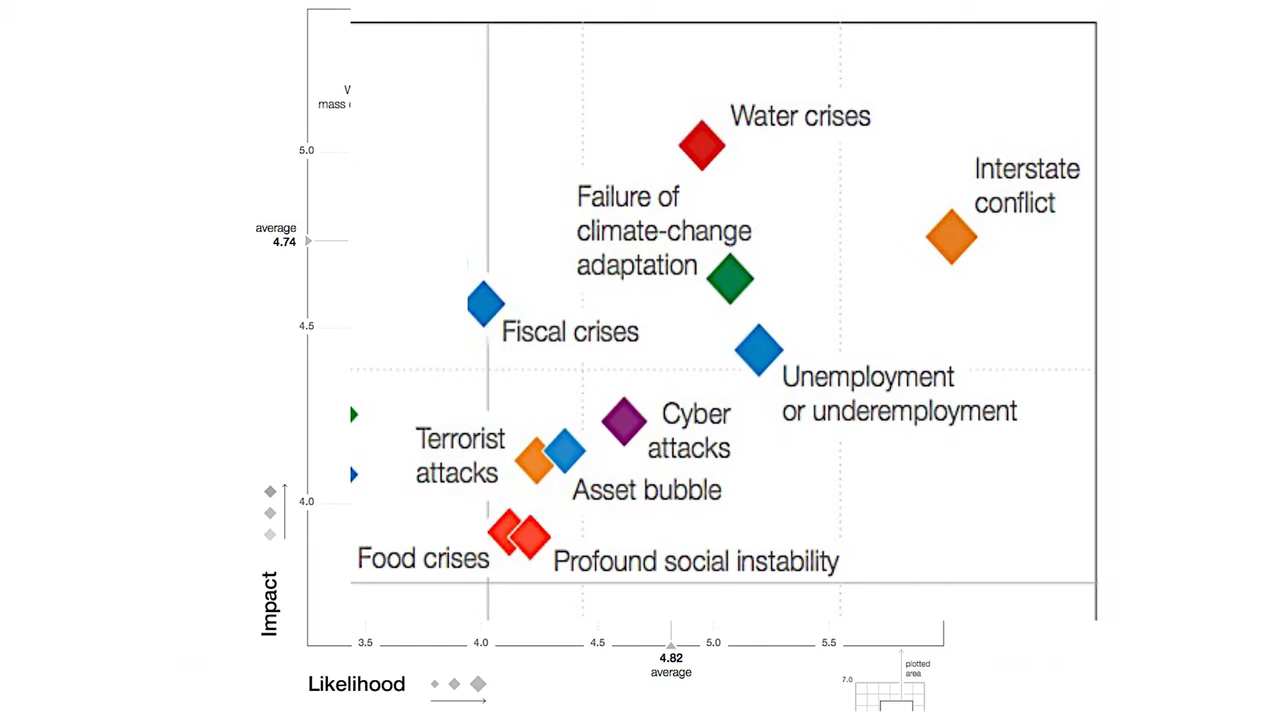 mass
5.0
average
4.74
4.5
4.0
Impact
Water crises
Interstate
conflict
Failure of
climate-change
adaptation
Fiscal crises
Unemployment
or underemployment
Cyber
attacks
Terrorist
attacks
Asset bubble
Food crises
Profound social instability
3.5
4.0
4.5
5.0
5.5
4.82
average
Likelihood
plotted
area
7.0